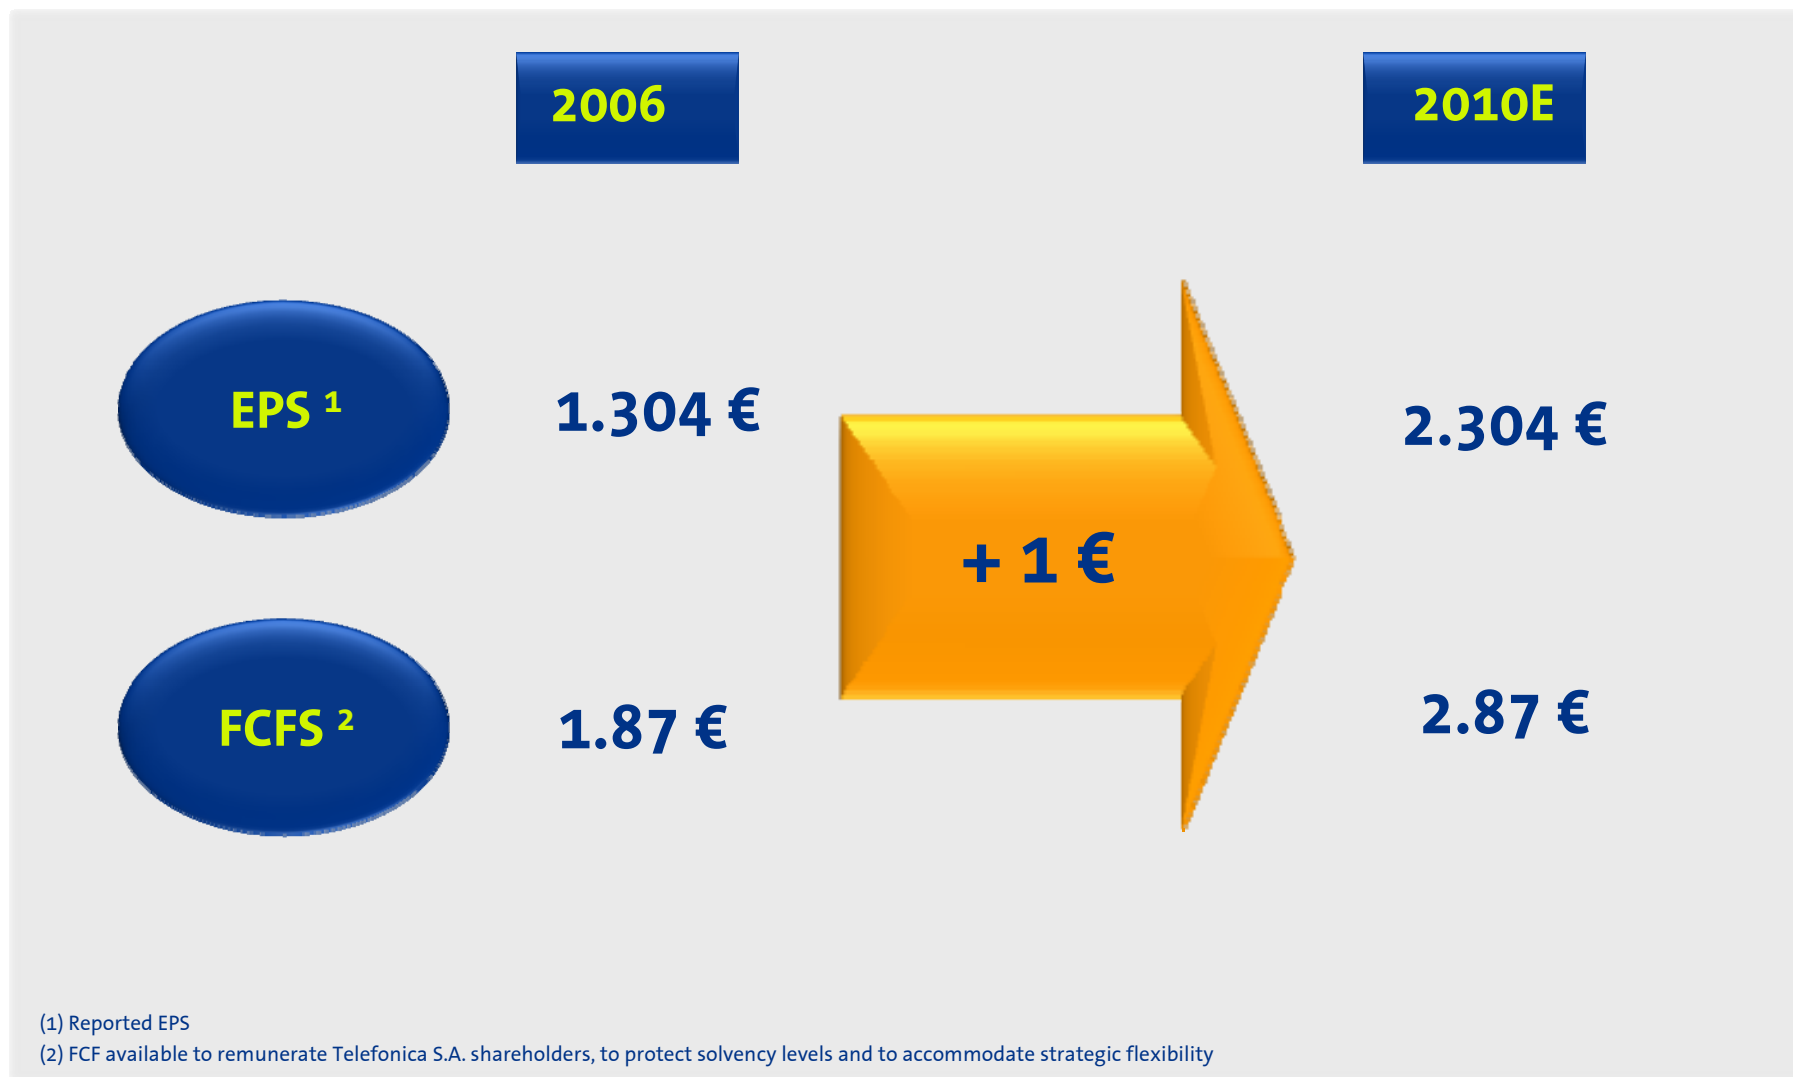 2006
2010E
EPS ¹
1.304 €
2.304 €
+ 1 €
FCFS ²
1.87 €
2.87 €
(1) Reported EPS
(2) FCF available to remunerate Telefonica S.A. shareholders, to protect solvency levels and to accommodate strategic flexibility